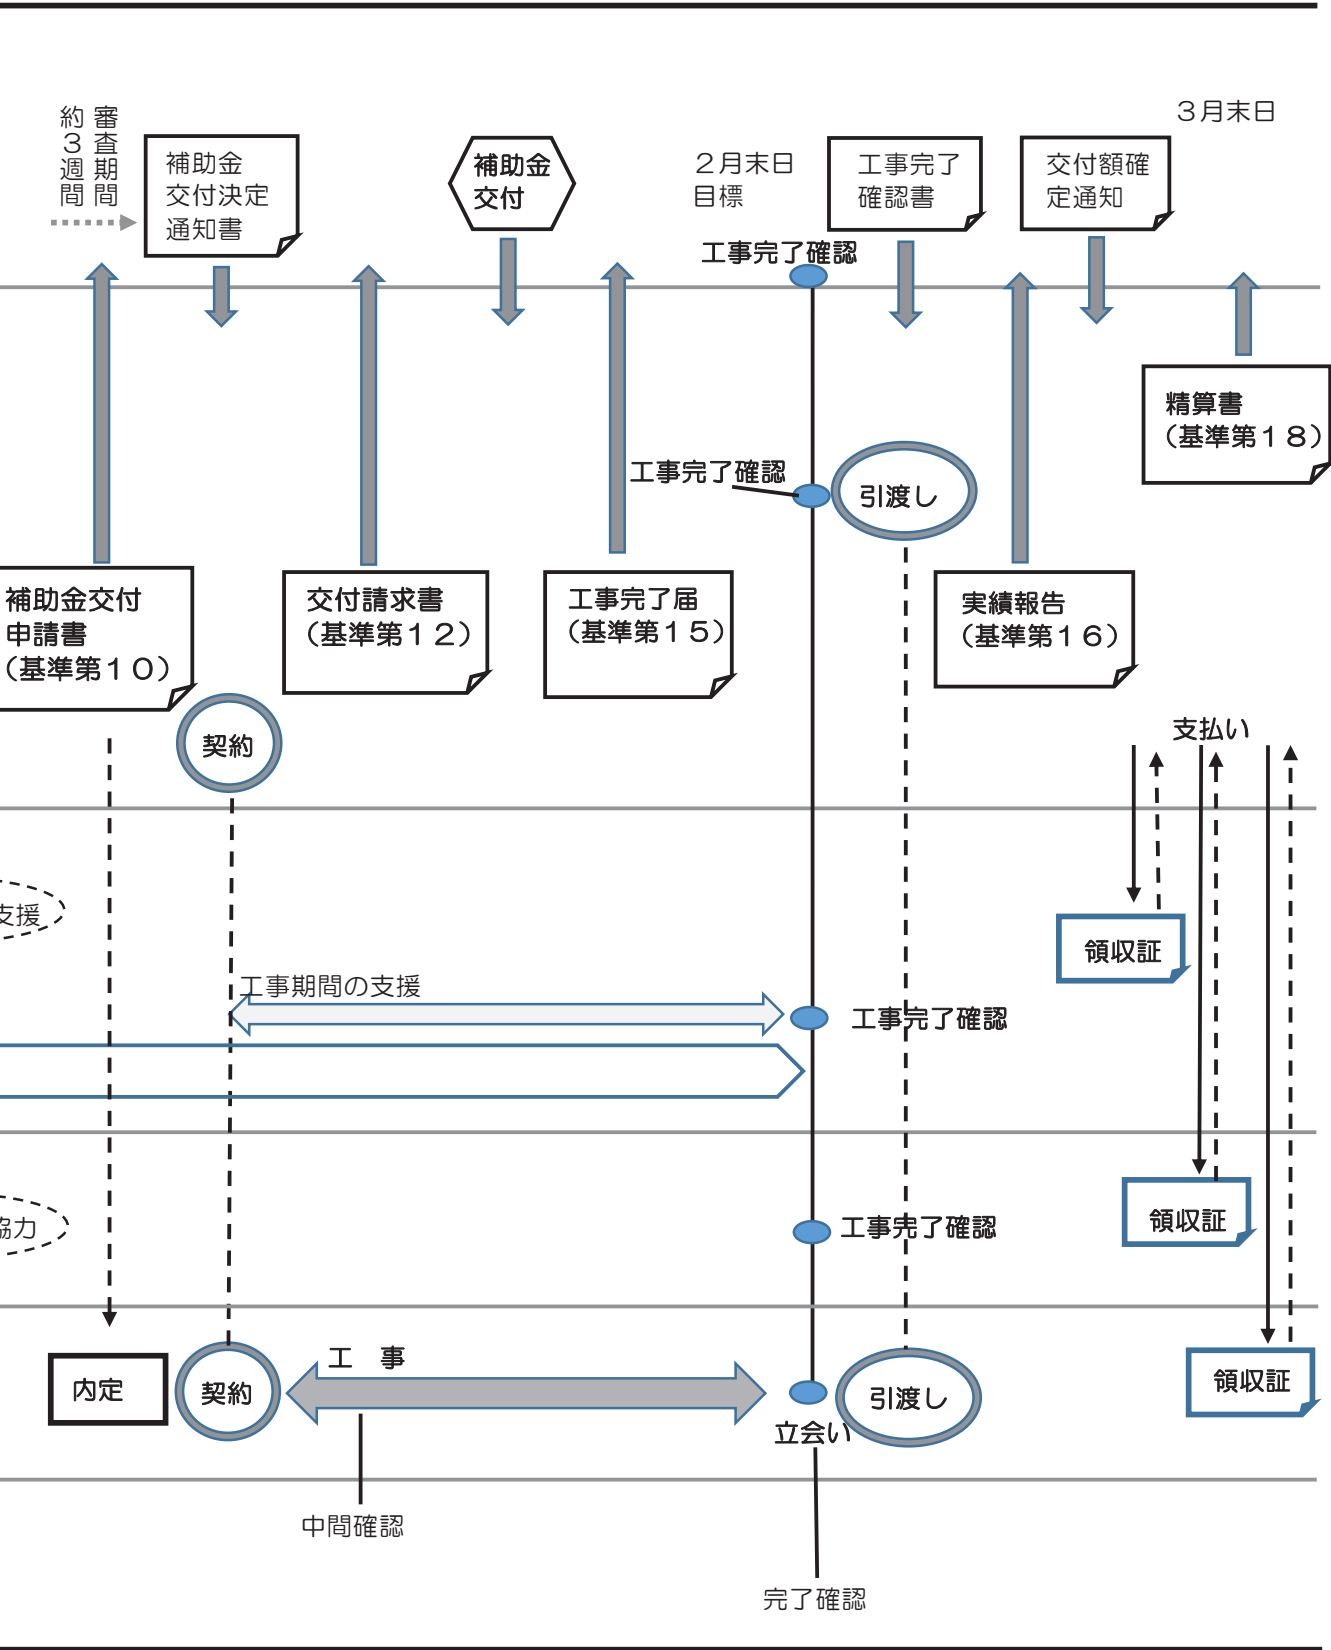 審査期間
約３週間
補助金
交付決定
通知書
補助金
交付
２月末日
目標
工事完了
確認書
交付額確
定通知
３月末日
工事完了確認
精算書
（基準第１８）
工事完了確認
引渡し
補助金交付
申請書
（基準第１０）
交付請求書
（基準第１２）
工事完了届
（基準第１５）
実績報告
（基準第１６）
契約
支払い
支援
領収証
工事期間の支援
工事完了確認
協力
工事完了確認
領収証
内定
契約
工　事
立会い
引渡し
領収証
中間確認
完了確認